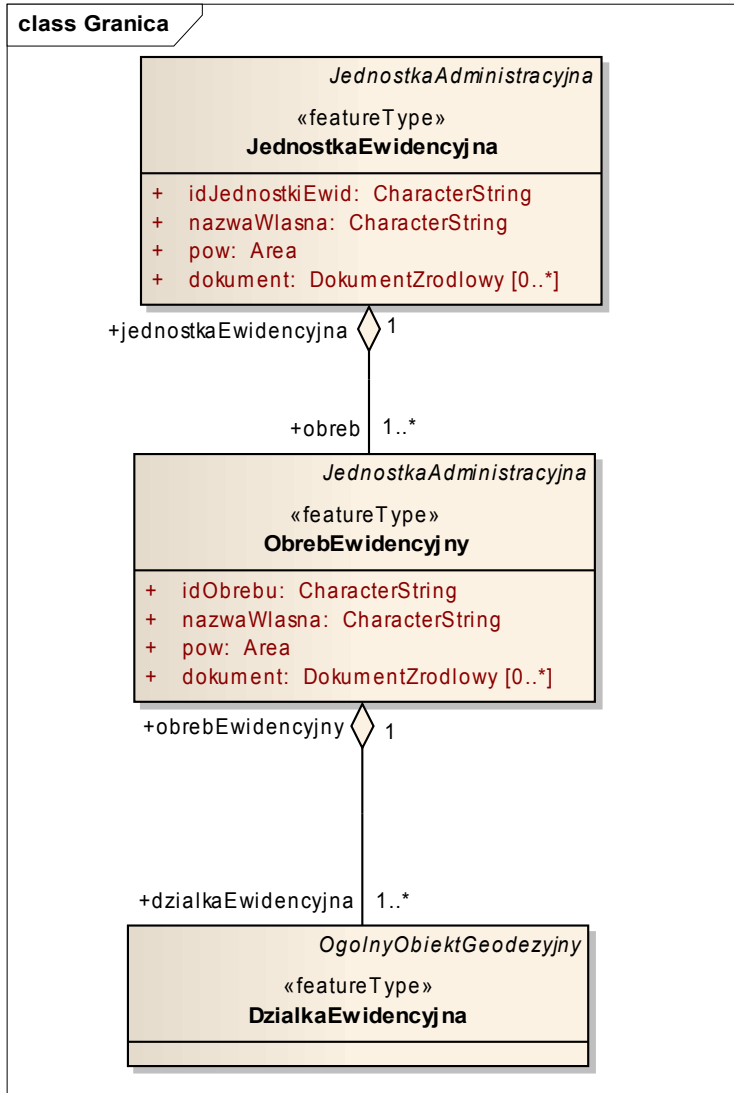 class Granica
JednostkaAdministracyjna
«featureType»
JednostkaEwidencyjna
+ idJednostkiEwid: CharacterString
+ nazwaWlasna: CharacterString
+ pow: Area
+ dokument: DokumentZrodlowy [0..*]
+jednostkaEwidencyjna 1
+obreb 1..*
JednostkaAdministracyjna
«featureType»
ObrebEwidencyjny
+ idObrebu: CharacterString
+ nazwaWlasna: CharacterString
+ pow: Area
+ dokument: DokumentZrodlowy [0..*]
+obrebEwidencyjny 1
+dzialkaEwidencyjna 1..*
OgolnyObiektGeodezyjny
«featureType»
DzialkaEwidencyjna